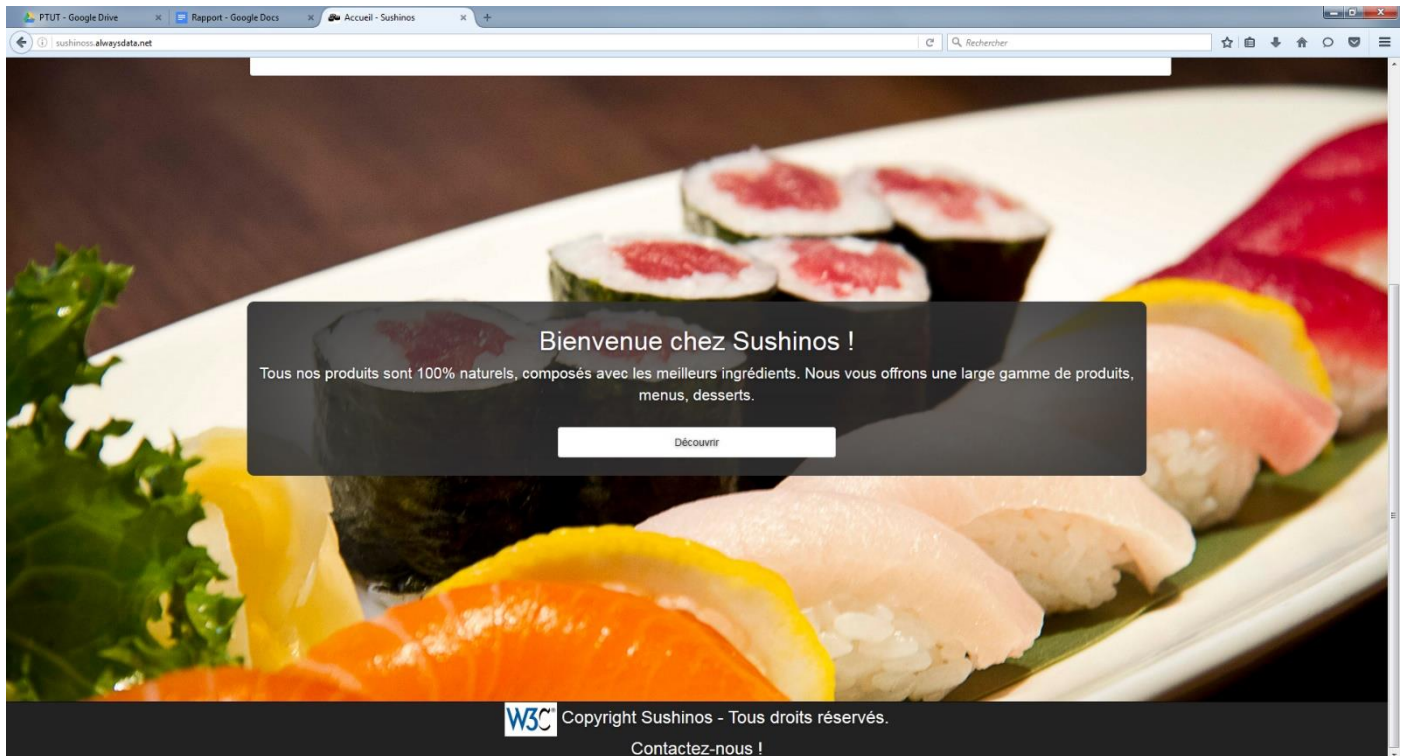 PTUT - Google Drive
Rapport - Google Docs
Accueil - Sushinos
sushinoss.alwaysdata.net
Rechercher
Bienvenue chez Sushinos !
Tous nos produits sont 100% naturels, composés avec les meilleurs ingrédients. Nous vous offrons une large gamme de produits,
menus, desserts.
Découvrir
W3C Copyright Sushinos - Tous droits réservés.
Contactez-nous !